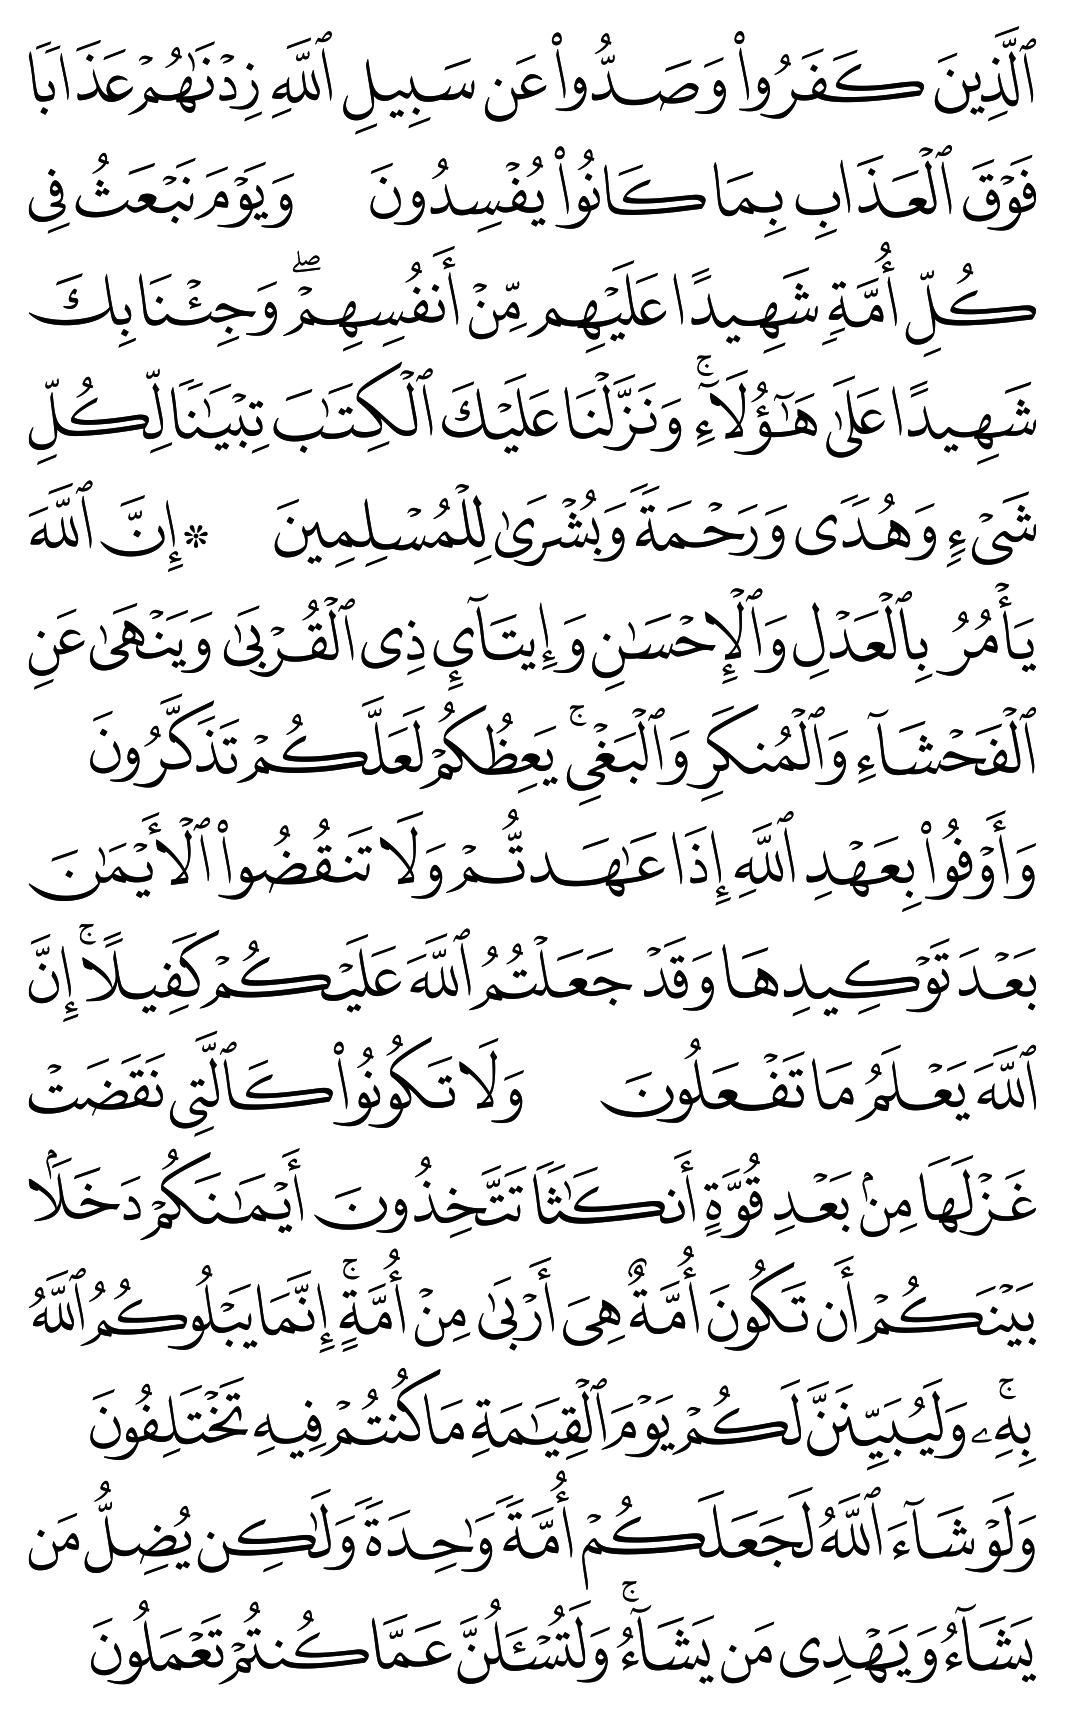 ٱلَّذِينَ كَفَرُوا۟ وَصَدُّوا۟ عَن سَبِيلِ ٱللَّهِ زِدْنَٰهُمْ عَذَابًا
فَوْقَ ٱلْعَذَابِ بِمَا كَانُوا۟ يُفْسِدُونَ وَيَوْمَ نَبْعَثُ فِى
كُلِّ أُمَّةٍ شَهِيدًا عَلَيْهِم مِّنْ أَنفُسِهِمْ ۖ وَجِئْنَا بِكَ
شَهِيدًا عَلَىٰ هَٰٓؤُلَآءِ ۚ وَنَزَّلْنَا عَلَيْكَ ٱلْكِتَٰبَ تِبْيَٰنًا لِّكُلِّ
شَىْءٍ وَهُدًى وَرَحْمَةً وَبُشْرَىٰ لِلْمُسْلِمِينَ ۞ إِنَّ ٱللَّهَ
يَأْمُرُ بِٱلْعَدْلِ وَٱلْإِحْسَٰنِ وَإِيتَآئِ ذِى ٱلْقُرْبَىٰ وَيَنْهَىٰ عَنِ
ٱلْفَحْشَآءِ وَٱلْمُنكَرِ وَٱلْبَغْىِ ۚ يَعِظُكُمْ لَعَلَّكُمْ تَذَكَّرُونَ
وَأَوْفُوا۟ بِعَهْدِ ٱللَّهِ إِذَا عَٰهَدتُّمْ وَلَا تَنقُضُوا۟ ٱلْأَيْمَٰنَ
بَعْدَ تَوْكِيدِهَا وَقَدْ جَعَلْتُمُ ٱللَّهَ عَلَيْكُمْ كَفِيلًا ۚ إِنَّ
ٱللَّهَ يَعْلَمُ مَا تَفْعَلُونَ وَلَا تَكُونُوا۟ كَٱلَّتِى نَقَضَتْ
غَزْلَهَا مِنۢ بَعْدِ قُوَّةٍ أَنكَٰثًا تَتَّخِذُونَ أَيْمَٰنَكُمْ دَخَلًۢا
بَيْنَكُمْ أَن تَكُونَ أُمَّةٌ هِىَ أَرْبَىٰ مِنْ أُمَّةٍ ۚ إِنَّمَا يَبْلُوكُمُ ٱللَّهُ
بِهِۦ ۚ وَلَيُبَيِّنَنَّ لَكُمْ يَوْمَ ٱلْقِيَٰمَةِ مَا كُنتُمْ فِيهِ تَخْتَلِفُونَ
وَلَوْ شَآءَ ٱللَّهُ لَجَعَلَكُمْ أُمَّةً وَٰحِدَةً وَلَٰكِن يُضِلُّ مَن
يَشَآءُ وَيَهْدِى مَن يَشَآءُ ۚ وَلَتُسْـَٔلُنَّ عَمَّا كُنتُمْ تَعْمَلُونَ